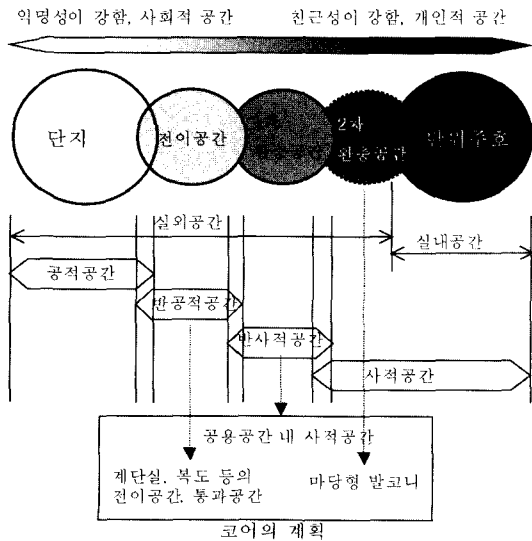 익명성이 강함, 사회적 공간
친근성이 강함, 개인적 공간
단지
전이공간
2차
완충공간
단위주호
실외공간
실내공간
공적공간
반공적공간
반사적공간
사적공간
공용공간 내 사적공간
계단실, 복도 등의
전이공간, 통과공간
마당형 발코니
코어의 계획